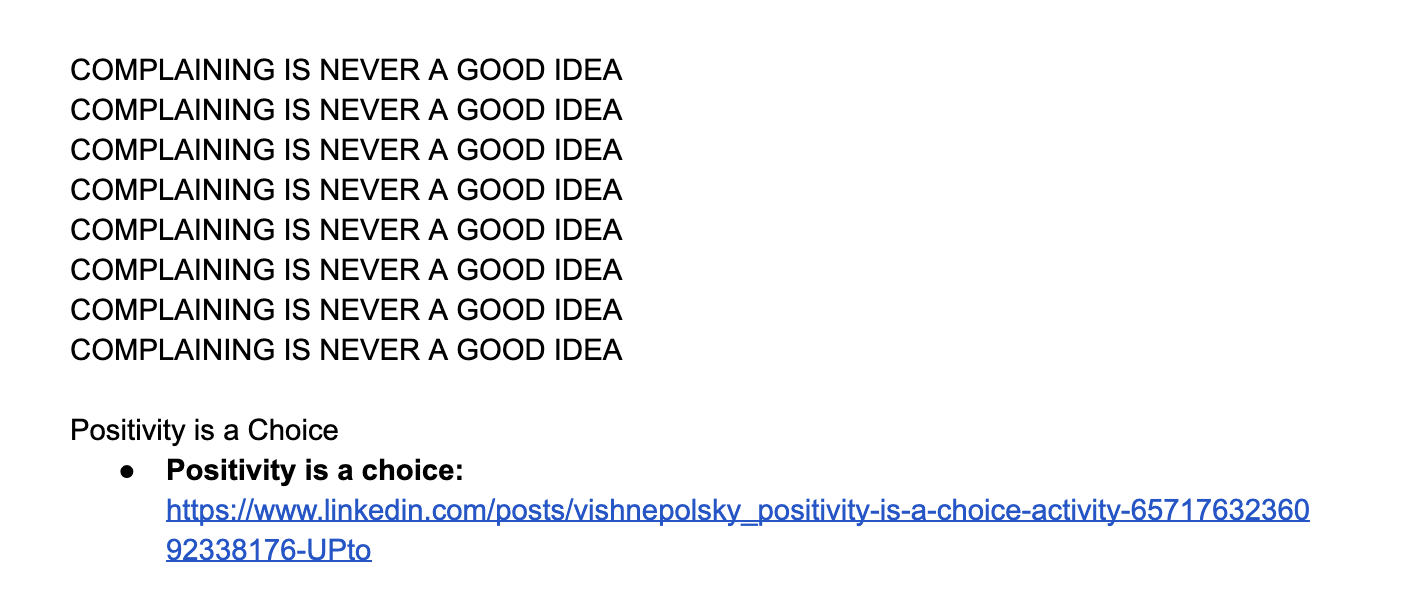 COMPLAINING IS NEVER A GOOD IDEA
COMPLAINING IS NEVER A GOOD IDEA
COMPLAINING IS NEVER A GOOD IDEA
COMPLAINING IS NEVER A GOOD IDEA
COMPLAINING IS NEVER A GOOD IDEA
COMPLAINING IS NEVER A GOOD IDEA
COMPLAINING IS NEVER A GOOD IDEA
COMPLAINING IS NEVER A GOOD IDEA
Positivity is a Choice
● Positivity is a choice:
https://www.linkedin.com/posts/vishnepolsky_positivity-is-a-choice-activity-65717632360
92338176-UPto